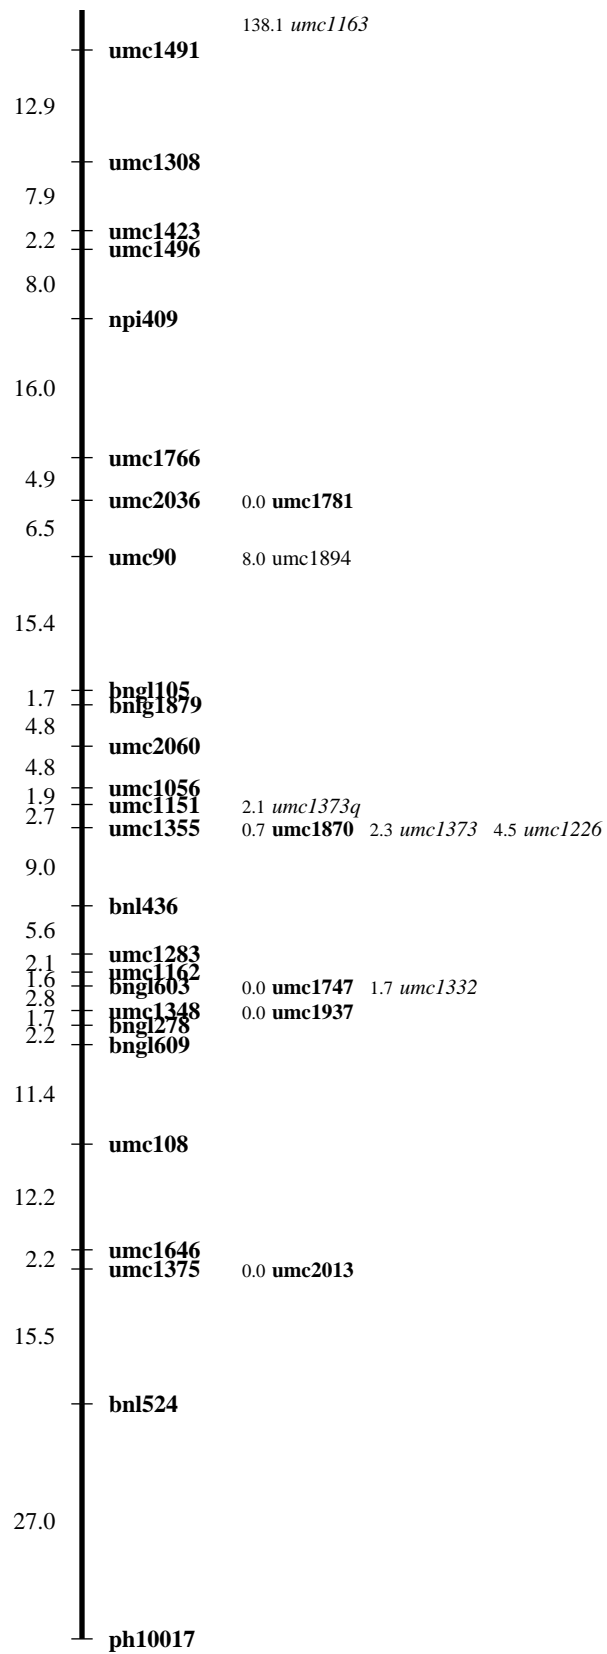 138.1 umc1163
umc1491
12.9
umc1308
7.9
umc1423
2.2
umc1496
8.0
npi409
16.0
umc1766
4.9
umc2036 0.0 umc1781
6.5
umc90 8.0 umc1894
15.4
bngl105
1.7
bnlg1879
4.8
umc2060
4.8
umc1056
1.9
umc1151 2.1 umc1373q
2.7
umc1355 0.7 umc1870 2.3 umc1373 4.5 umc1226
9.0
bnl436
5.6
umc1283
2.1
umc1162
1.6
bngl603 0.0 umc1747 1.7 umc1332
2.8
umc1348 0.0 umc1937
1.7
bngl278
2.2
bngl609
11.4
umc108
12.2
umc1646
2.2
umc1375 0.0 umc2013
15.5
bnl524
27.0
ph10017